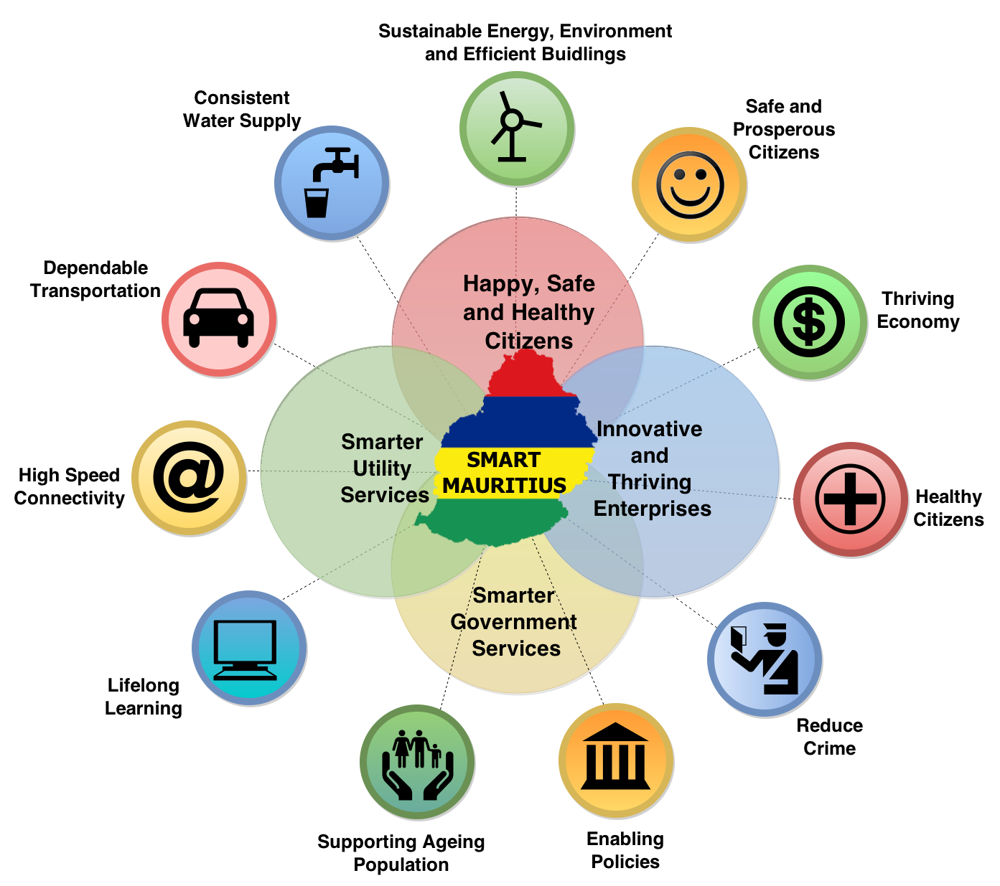 Sustainable Energy, Environment
and Efficient Buidlings
Consistent
Water Supply
Safe and
Prosperous
Citizens
Dependable
Transportation
Thriving
Economy
Happy, Safe
and Healthy
Citizens
Smarter
Utility
Services
SMART
MAURITIUS
Innovative
and
Thriving
Enterprises
High Speed
Connectivity
@
$
Healthy
Citizens
Smarter
Government
Services
Lifelong
Learning
Reduce
Crime
Supporting Ageing
Population
Enabling
Policies